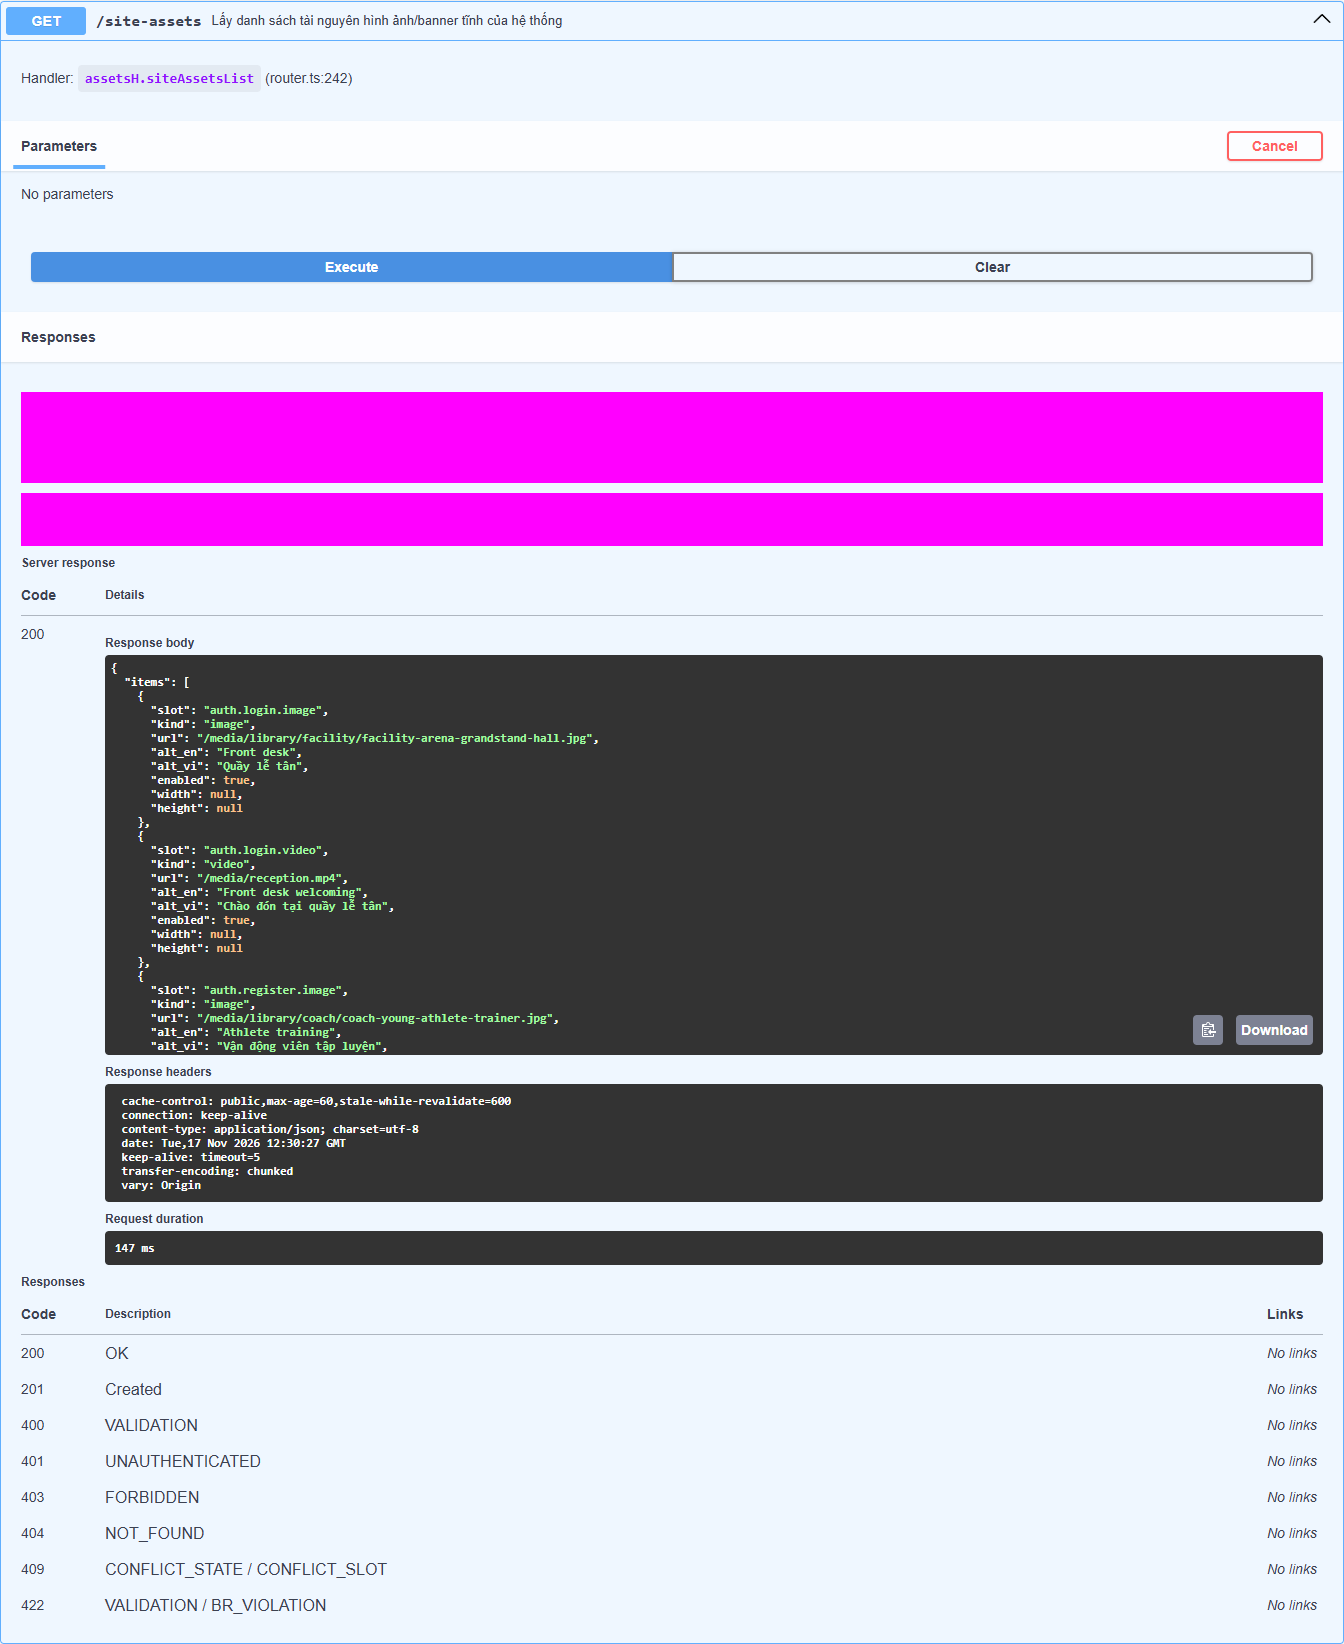 GET /site-assets Lấy danh sách tài nguyên hình ảnh/banner tĩnh của hệ thống
Handler: assetsH.siteAssetsList (router.ts:242)
Parameters
Cancel
No parameters
Execute
Clear
Responses
Server response
Code Details
200
Response body
{
  "items": [
    {
      "slot": "auth.login.image",
      "kind": "image",
      "url": "/media/library/facility/facility-arena-grandstand-hall.jpg",
      "alt_en": "Front desk",
      "alt_vi": "Quầy lễ tân",
      "enabled": true,
      "width": null,
      "height": null
    },
    {
      "slot": "auth.login.video",
      "kind": "video",
      "url": "/media/reception.mp4",
      "alt_en": "Front desk welcoming",
      "alt_vi": "Chào đón tại quầy lễ tân",
      "enabled": true,
      "width": null,
      "height": null
    },
    {
      "slot": "auth.register.image",
      "kind": "image",
      "url": "/media/library/coach/coach-young-athlete-trainer.jpg",
      "alt_en": "Athlete training",
      "alt_vi": "Vận động viên tập luyện",
Download
Response headers
cache-control: public,max-age=60,stale-while-revalidate=600
connection: keep-alive
content-type: application/json; charset=utf-8
date: Tue,17 Nov 2026 12:30:27 GMT
keep-alive: timeout=5
transfer-encoding: chunked
vary: Origin
Request duration
147 ms
Responses
Code Description Links
200 OK No links
201 Created No links
400 VALIDATION No links
401 UNAUTHENTICATED No links
403 FORBIDDEN No links
404 NOT_FOUND No links
409 CONFLICT_STATE / CONFLICT_SLOT No links
422 VALIDATION / BR_VIOLATION No links